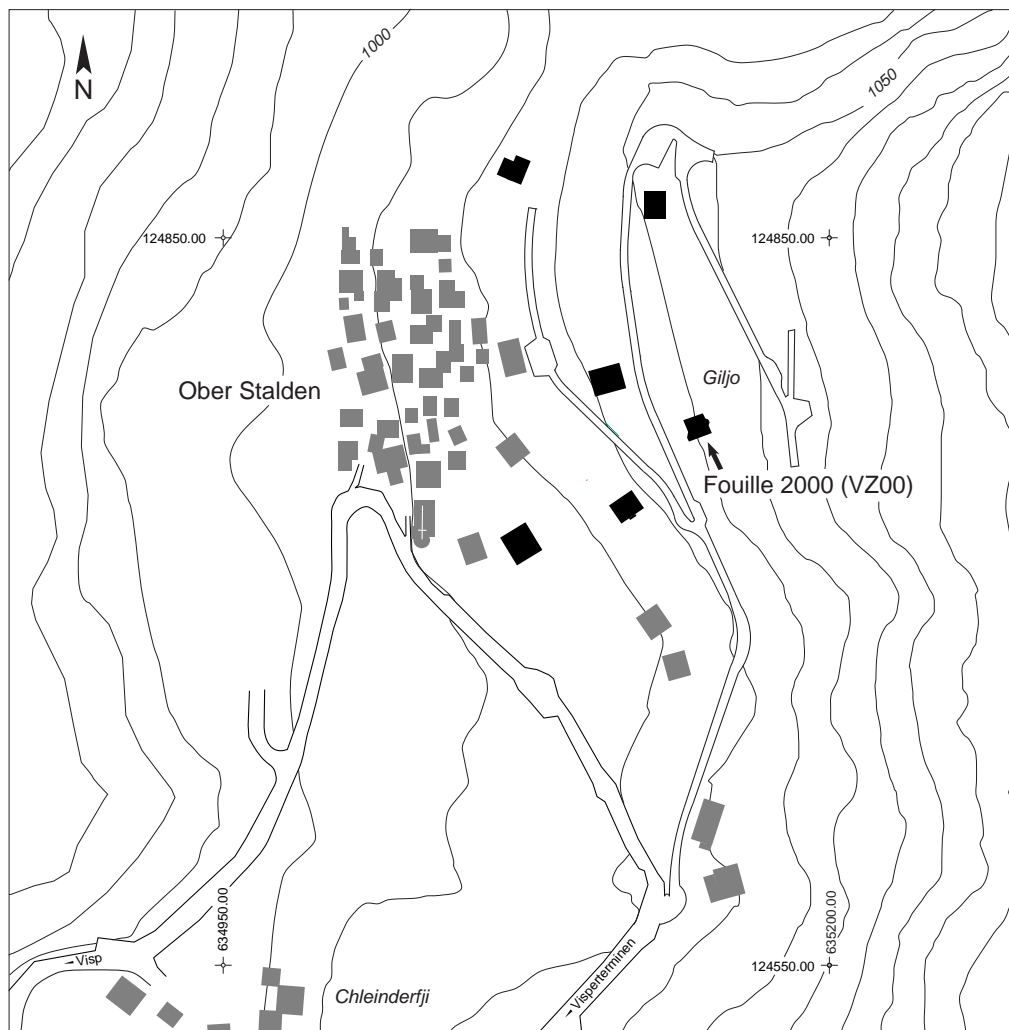 1000
1050
N
124850.00
124850.00
Ober Stalden
Giljo
Fouille 2000 (VZ00)
634950.00
635200.00
124550.00
Visp
Visperterminen
Chleinderfji